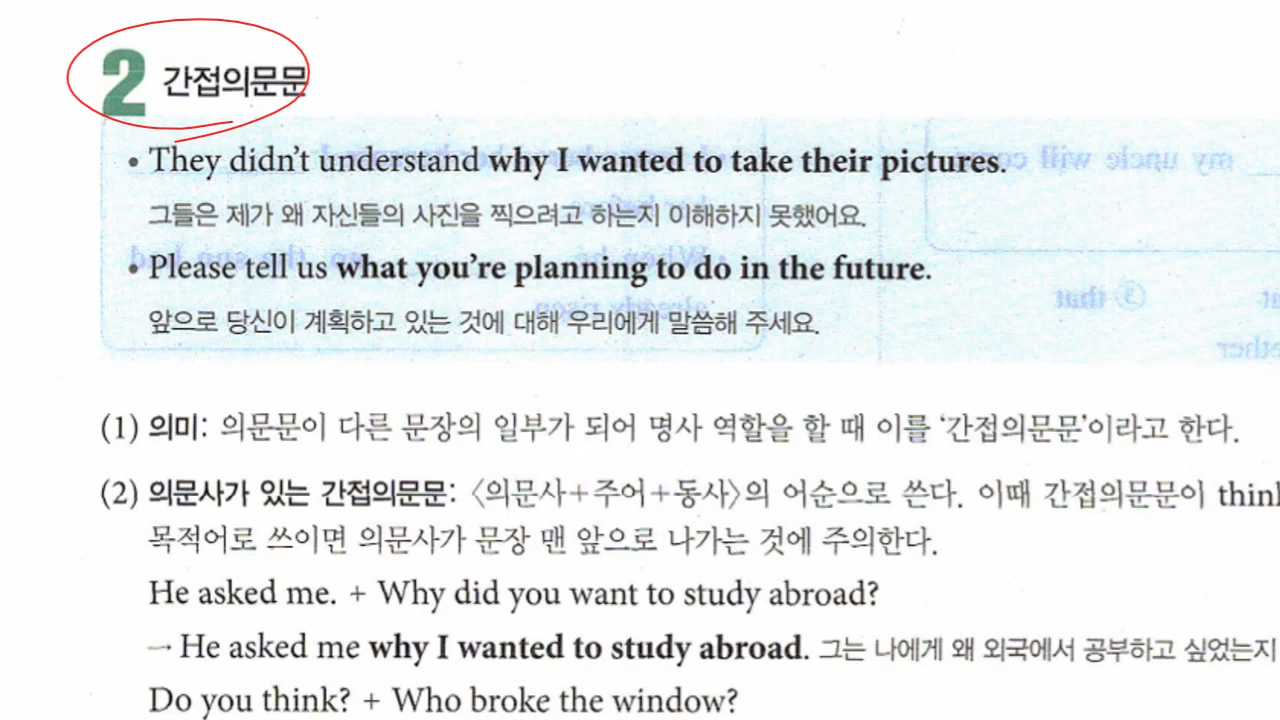 2 간접의문문
• They didn't understand why I wanted to take their pictures.
그들은 제가 왜 자신들의 사진을 찍으려고 하는지 이해하지 못했어요.
• Please tell us what you're planning to do in the future.
앞으로 당신이 계획하고 있는 것에 대해 우리에게 말씀해 주세요.
(1) 의미: 의문문이 다른 문장의 일부가 되어 명사 역할을 할 때 이를 ‘간접의문문’이라고 한다.
(2) 의문사가 있는 간접의문문: 〈의문사+주어+동사〉의 어순으로 쓴다. 이때 간접의문문이
목적어로 쓰이면 의문사가 문장 맨 앞으로 나가는 것에 주의한다.
He asked me. + Why did you want to study abroad?
→ He asked me why I wanted to study abroad. 그는 나에게 왜 외국에서 공부하고 싶었는지
Do you think? + Who broke the window?